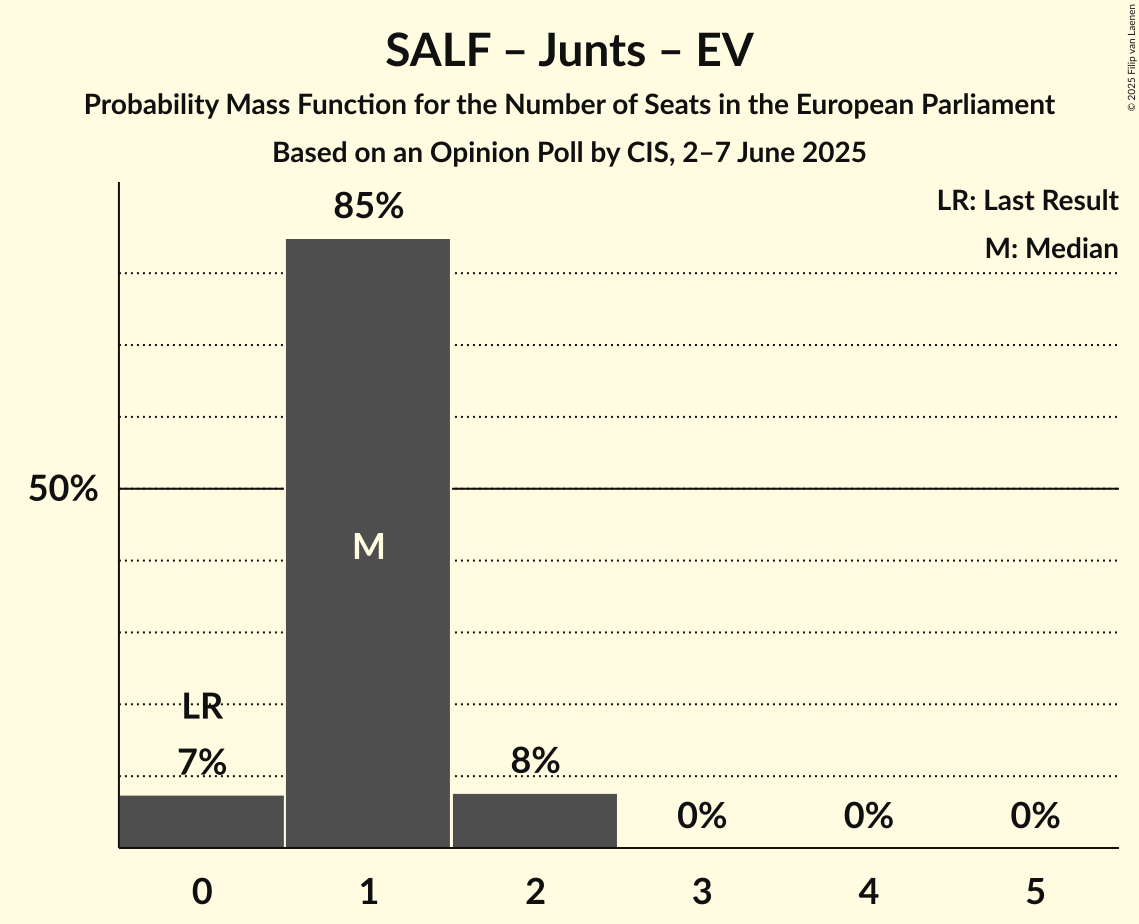 SALF – Junts – EV
Probability Mass Function for the Number of Seats in the European Parliament
Based on an Opinion Poll by CIS, 2–7 June 2025
© 2025 Filip van Laenen
LR: Last Result
M: Median
85%
50%
M
LR
7%
8%
0%
0%
0%
0
1
2
3
4
5